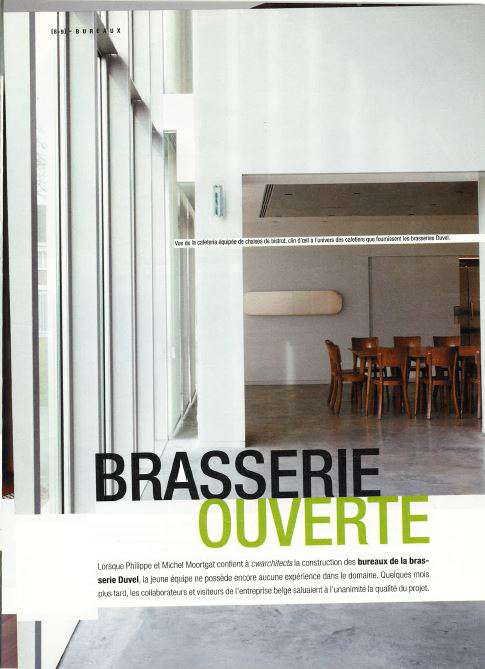 [8-9] - BUREAUX
Vue de la cafeteria équipée de chaises de bistrot, clin d'œil à l'univers des cafetiers que fournissent les brasseries Duvel.
BRASSERIE
OUVERTE
Lorsque Philippe et Michel Moortgat confient à cwarchitects la construction des bureaux de la bras-
serie Duvel, la jeune équipe ne possède encore aucune expérience dans le domaine. Quelques mois
plus tard, les collaborateurs et visiteurs de l'entreprise belge saluaient à l'unanimité la qualité du projet.